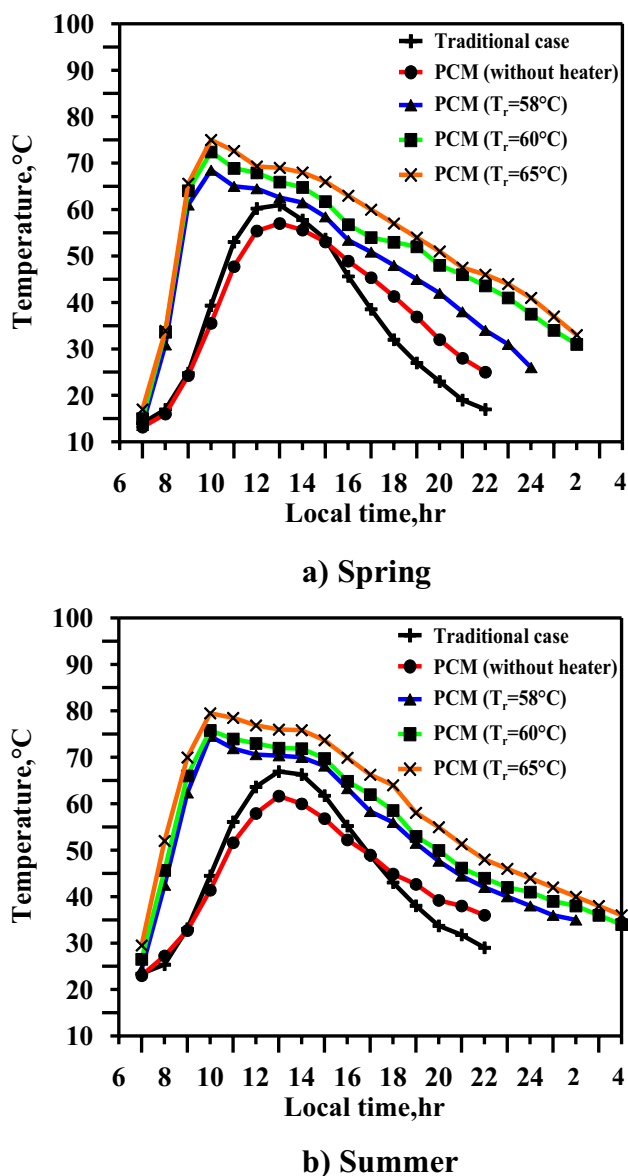 100
90
80
70
60
50
40
30
20
10
Temperature,°C
Traditional case
PCM (without heater)
PCM (Tr=58°C)
PCM (Tr=60°C)
PCM (Tr=65°C)
6 8 10 12 14 16 18 20 22 24 2 4
Local time,hr
a) Spring
100
90
80
70
60
50
40
30
20
10
Temperature,°C
Traditional case
PCM (without heater)
PCM (Tr=58°C)
PCM (Tr=60°C)
PCM (Tr=65°C)
6 8 10 12 14 16 18 20 22 24 2 4
Local time,hr
b) Summer